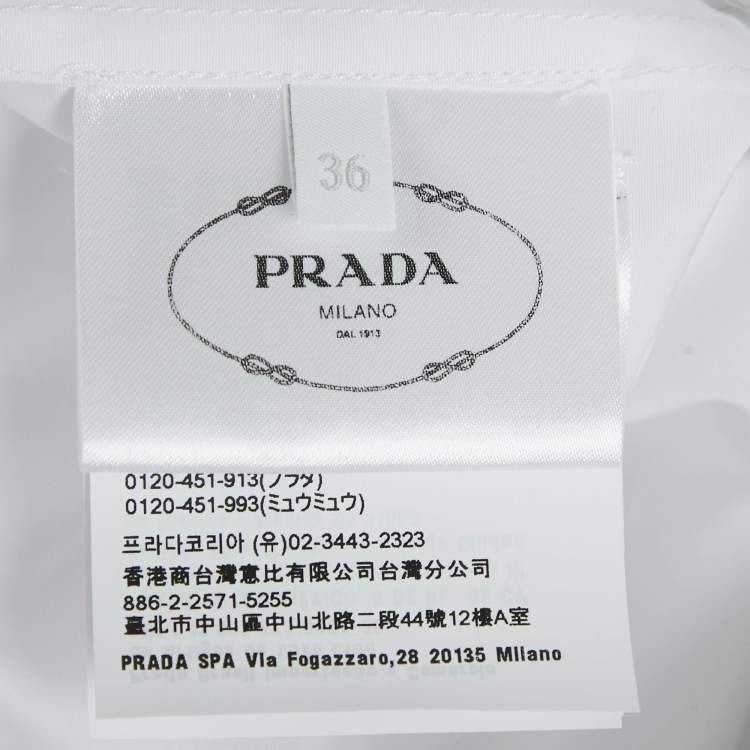 36
PRADA
MILANO
DAL 1913
0120-451-913(プラダ)
0120-451-993(ミュウミュウ)
프라다코리아 (유)02-3443-2323
香港商台灣意比有限公司台灣分公司
886-2-2571-5255
臺北市中山區中山北路二段44號12樓A室
PRADA SPA Via Fogazzaro,28 20135 Milano